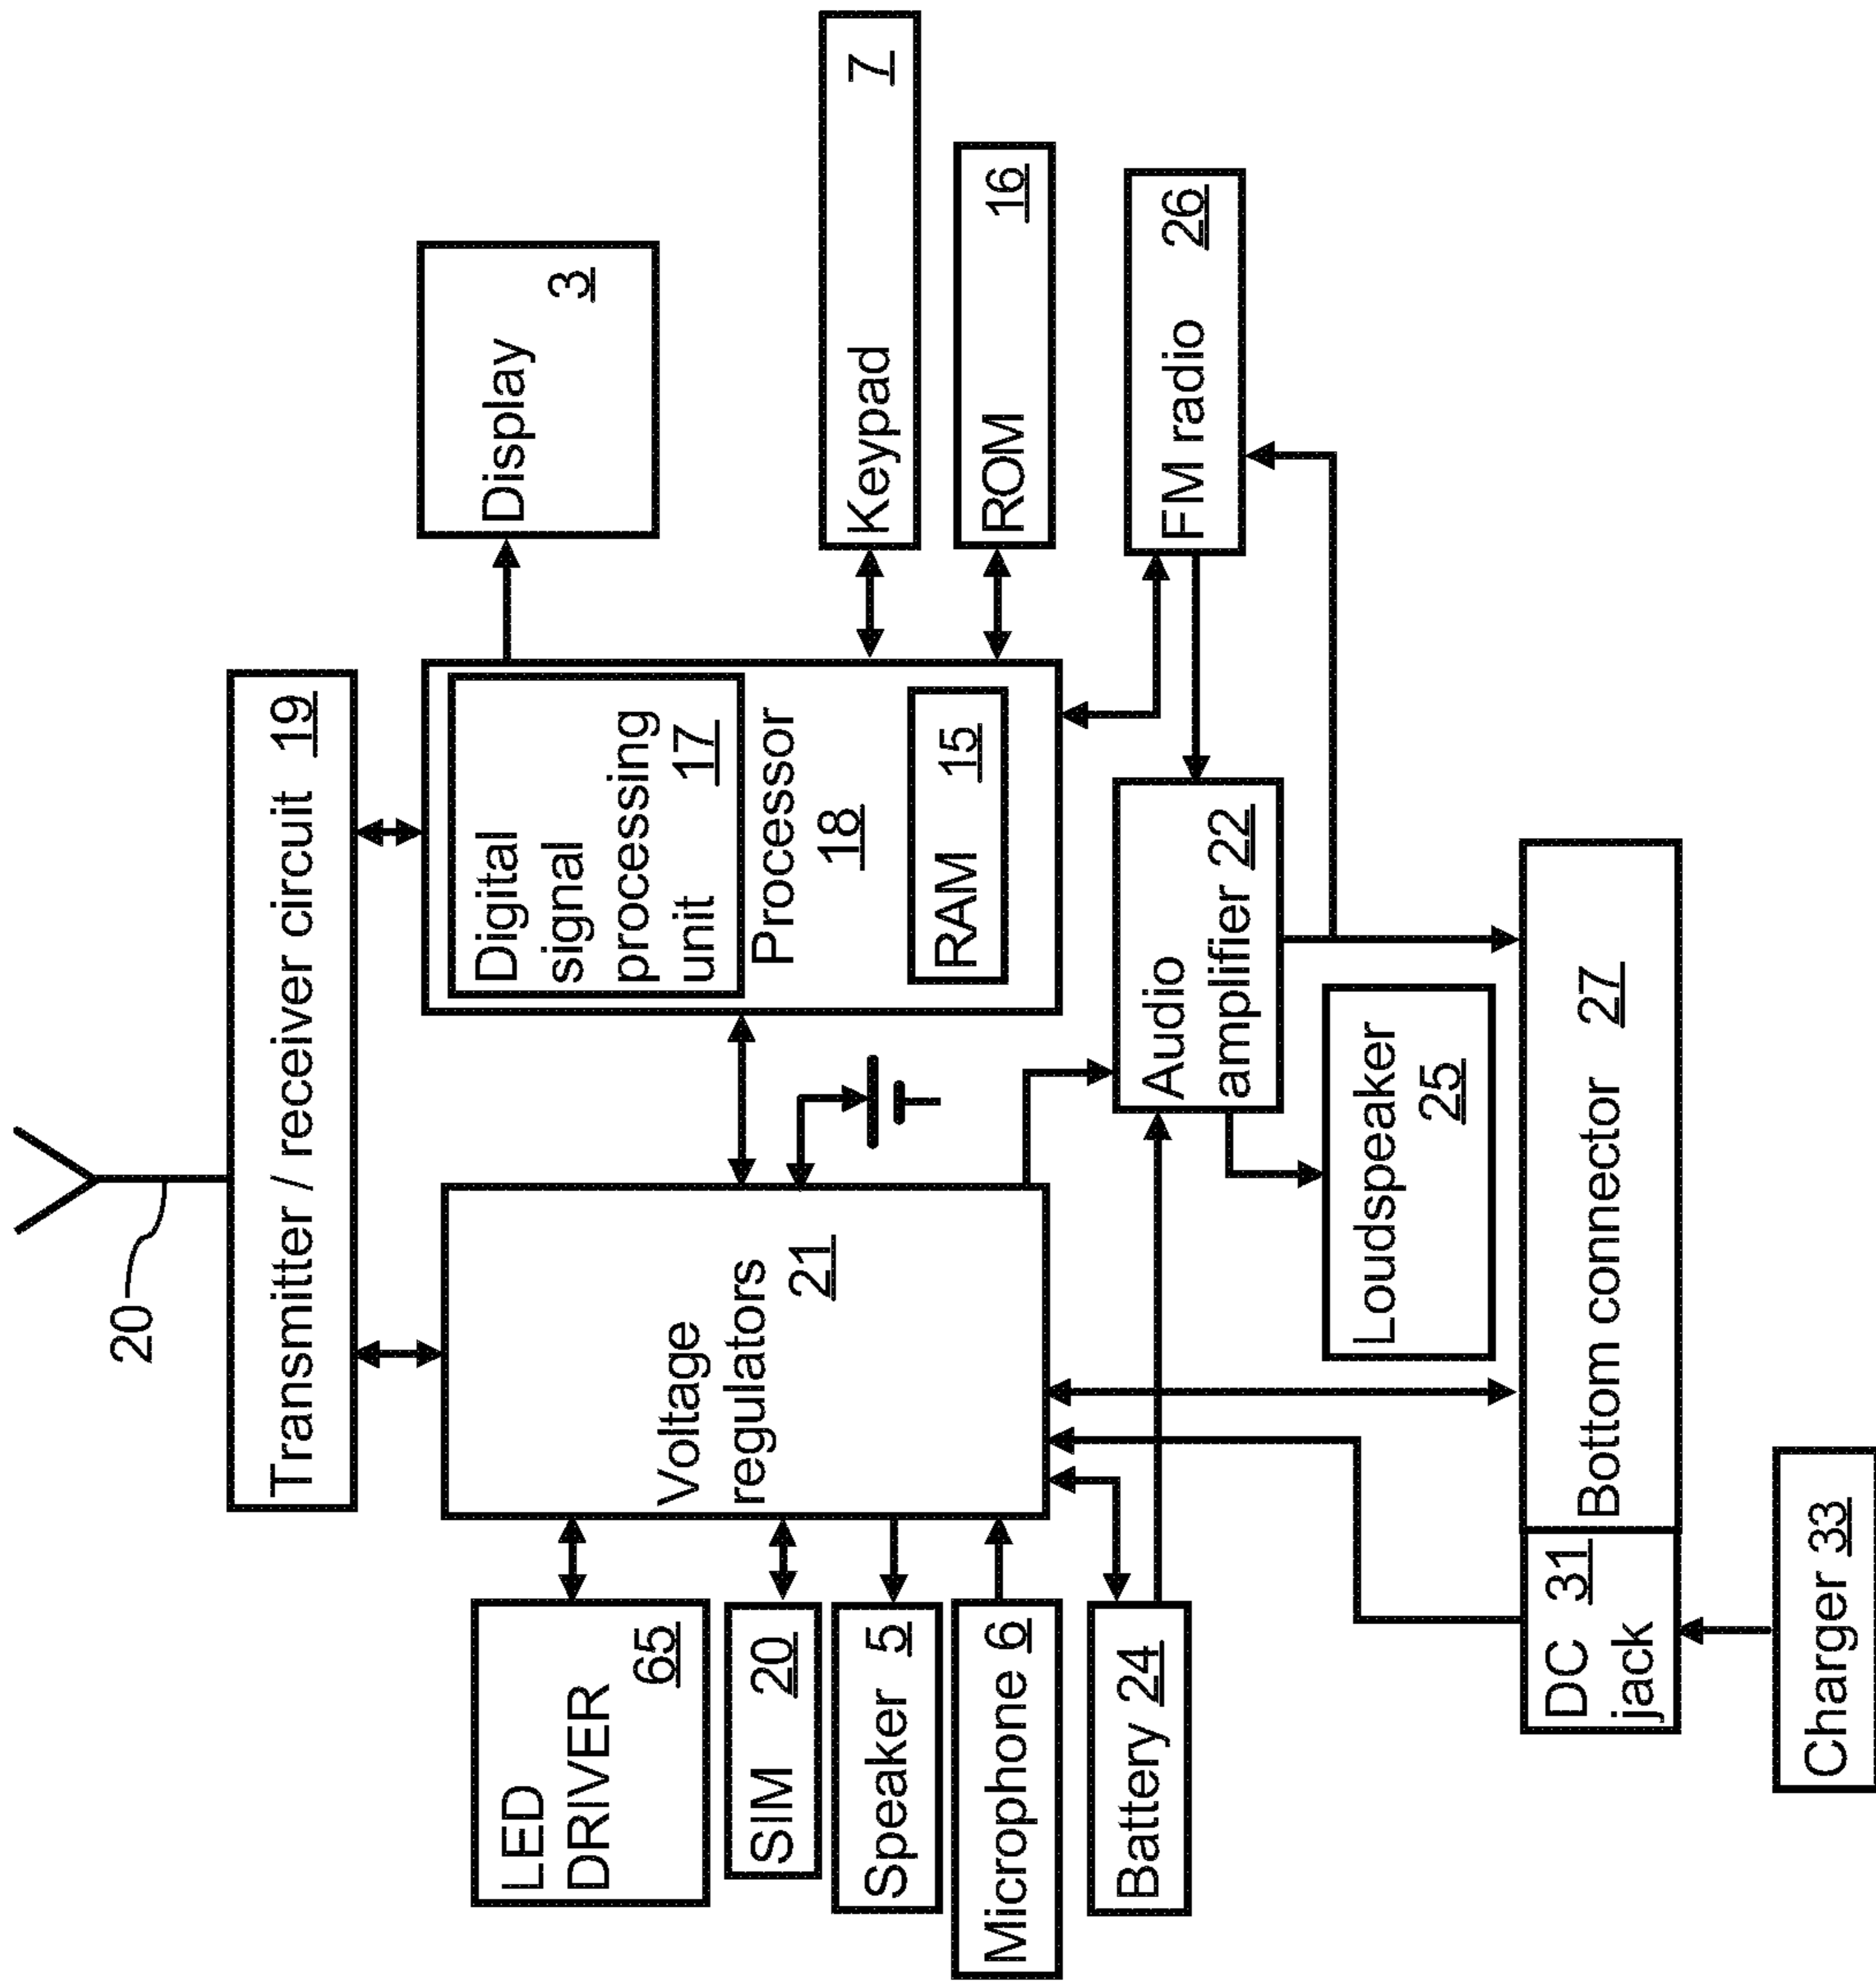 20
Transmitter / receiver circuit 19
LED
DRIVER
65
SIM 20
Speaker 5
Microphone 6
Battery 24
Voltage
regulators
21
Digital
signal
processing
unit 17
Processor
18
RAM 15
Display
3
Keypad 7
ROM 16
FM radio 26
Audio
amplifier 22
Loudspeaker
25
DC 31
jack
Bottom connector 27
Charger 33